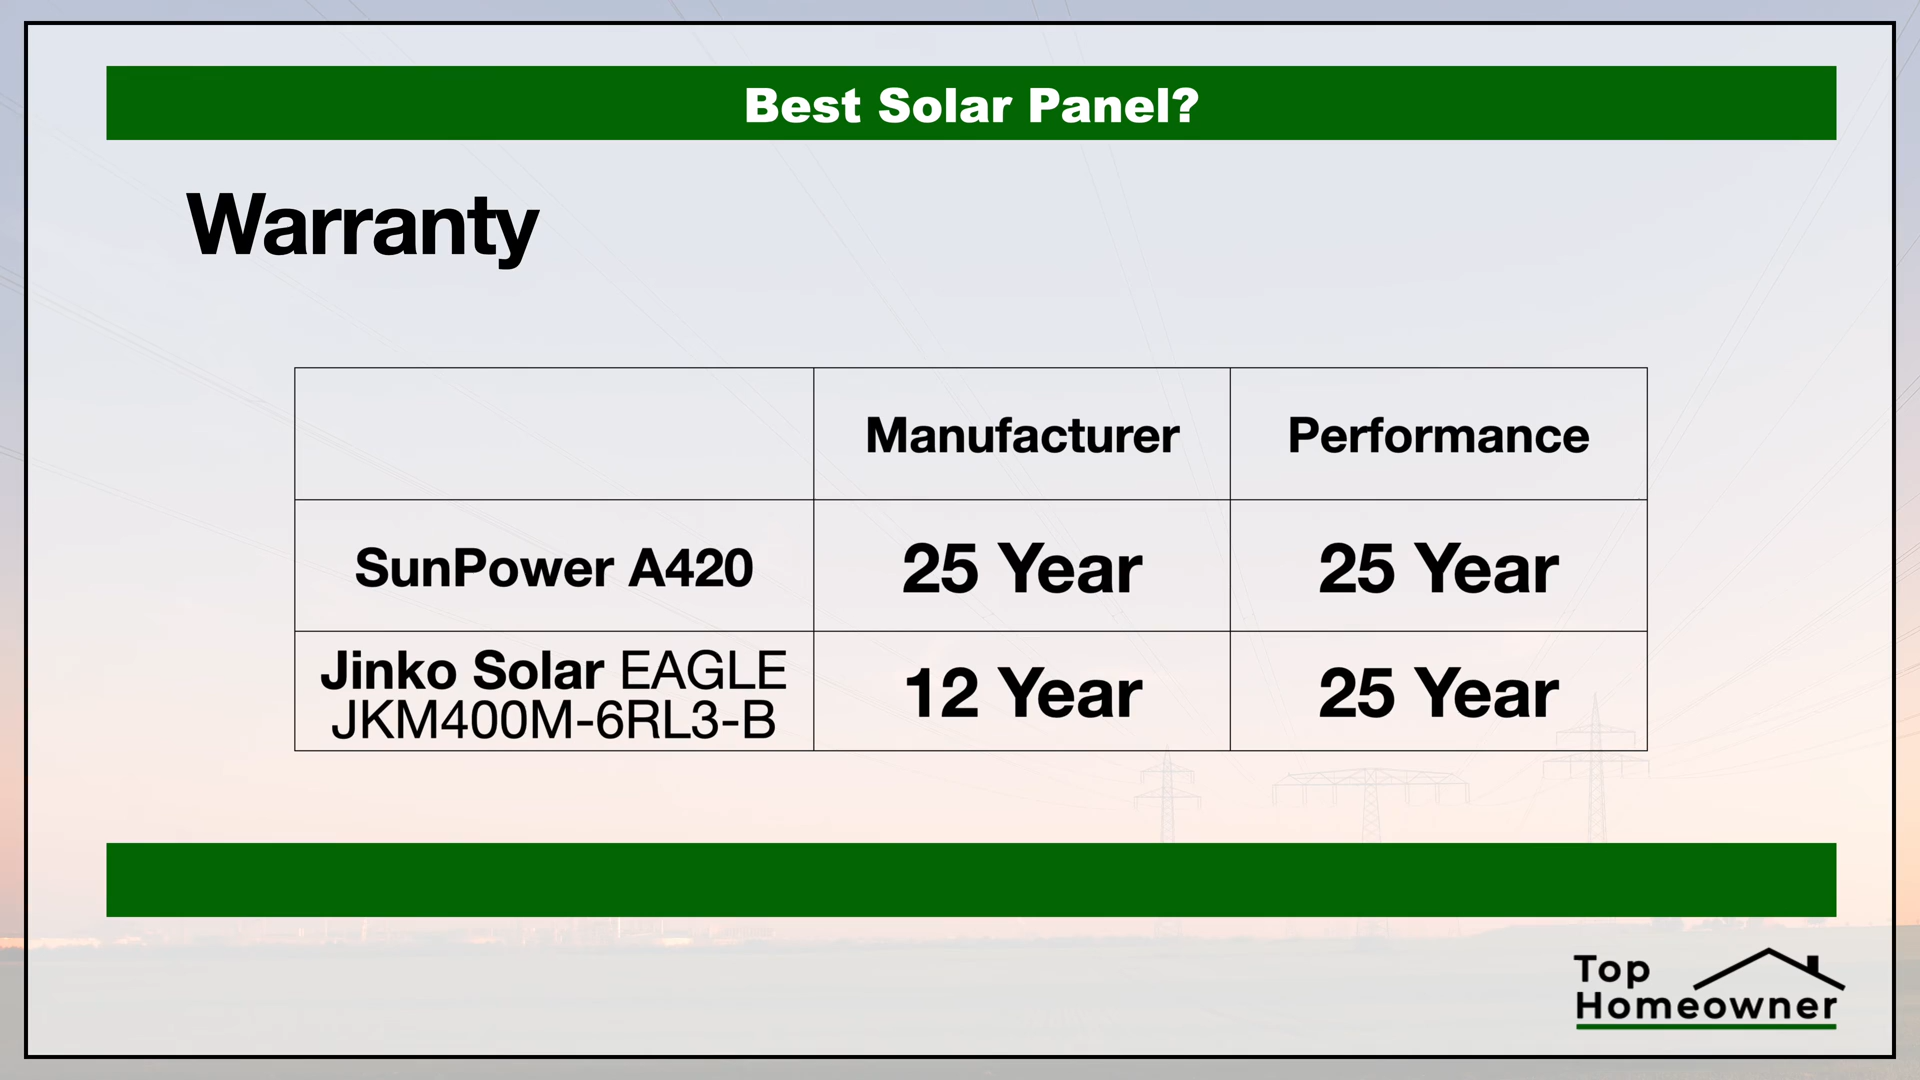 Best Solar Panel?
Warranty
Manufacturer Performance
SunPower A420 25 Year 25 Year
Jinko Solar EAGLE
JKM400M-6RL3-B 12 Year 25 Year
Top
Homeowner